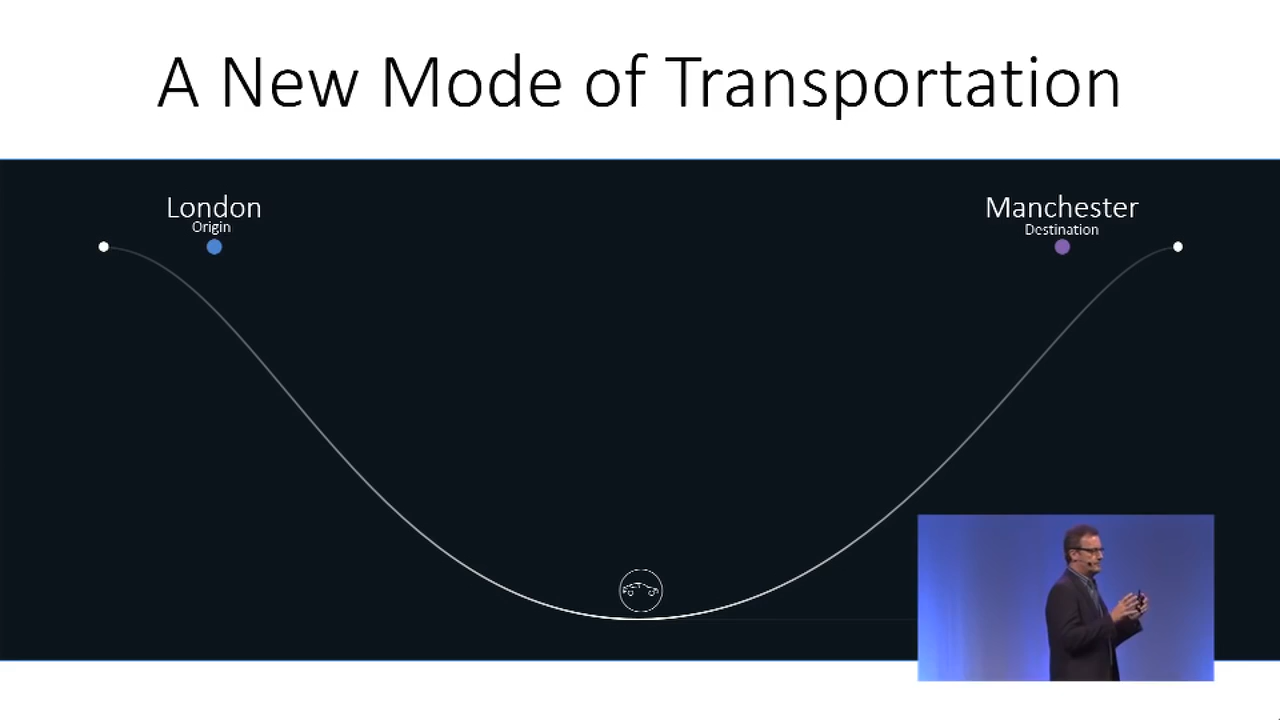 A New Mode of Transportation
London
Origin
Manchester
Destination